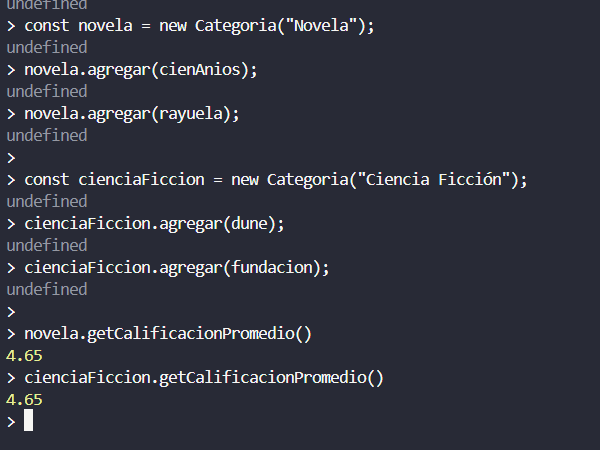 undefined
> const novela = new Categoria("Novela");
undefined
> novela.agregar(cienAnios);
undefined
> novela.agregar(rayuela);
undefined
>
> const cienciaFiccion = new Categoria("Ciencia Ficción");
undefined
> cienciaFiccion.agregar(dune);
undefined
> cienciaFiccion.agregar(fundacion);
undefined
>
> novela.getCalificacionPromedio()
4.65
> cienciaFiccion.getCalificacionPromedio()
4.65
>